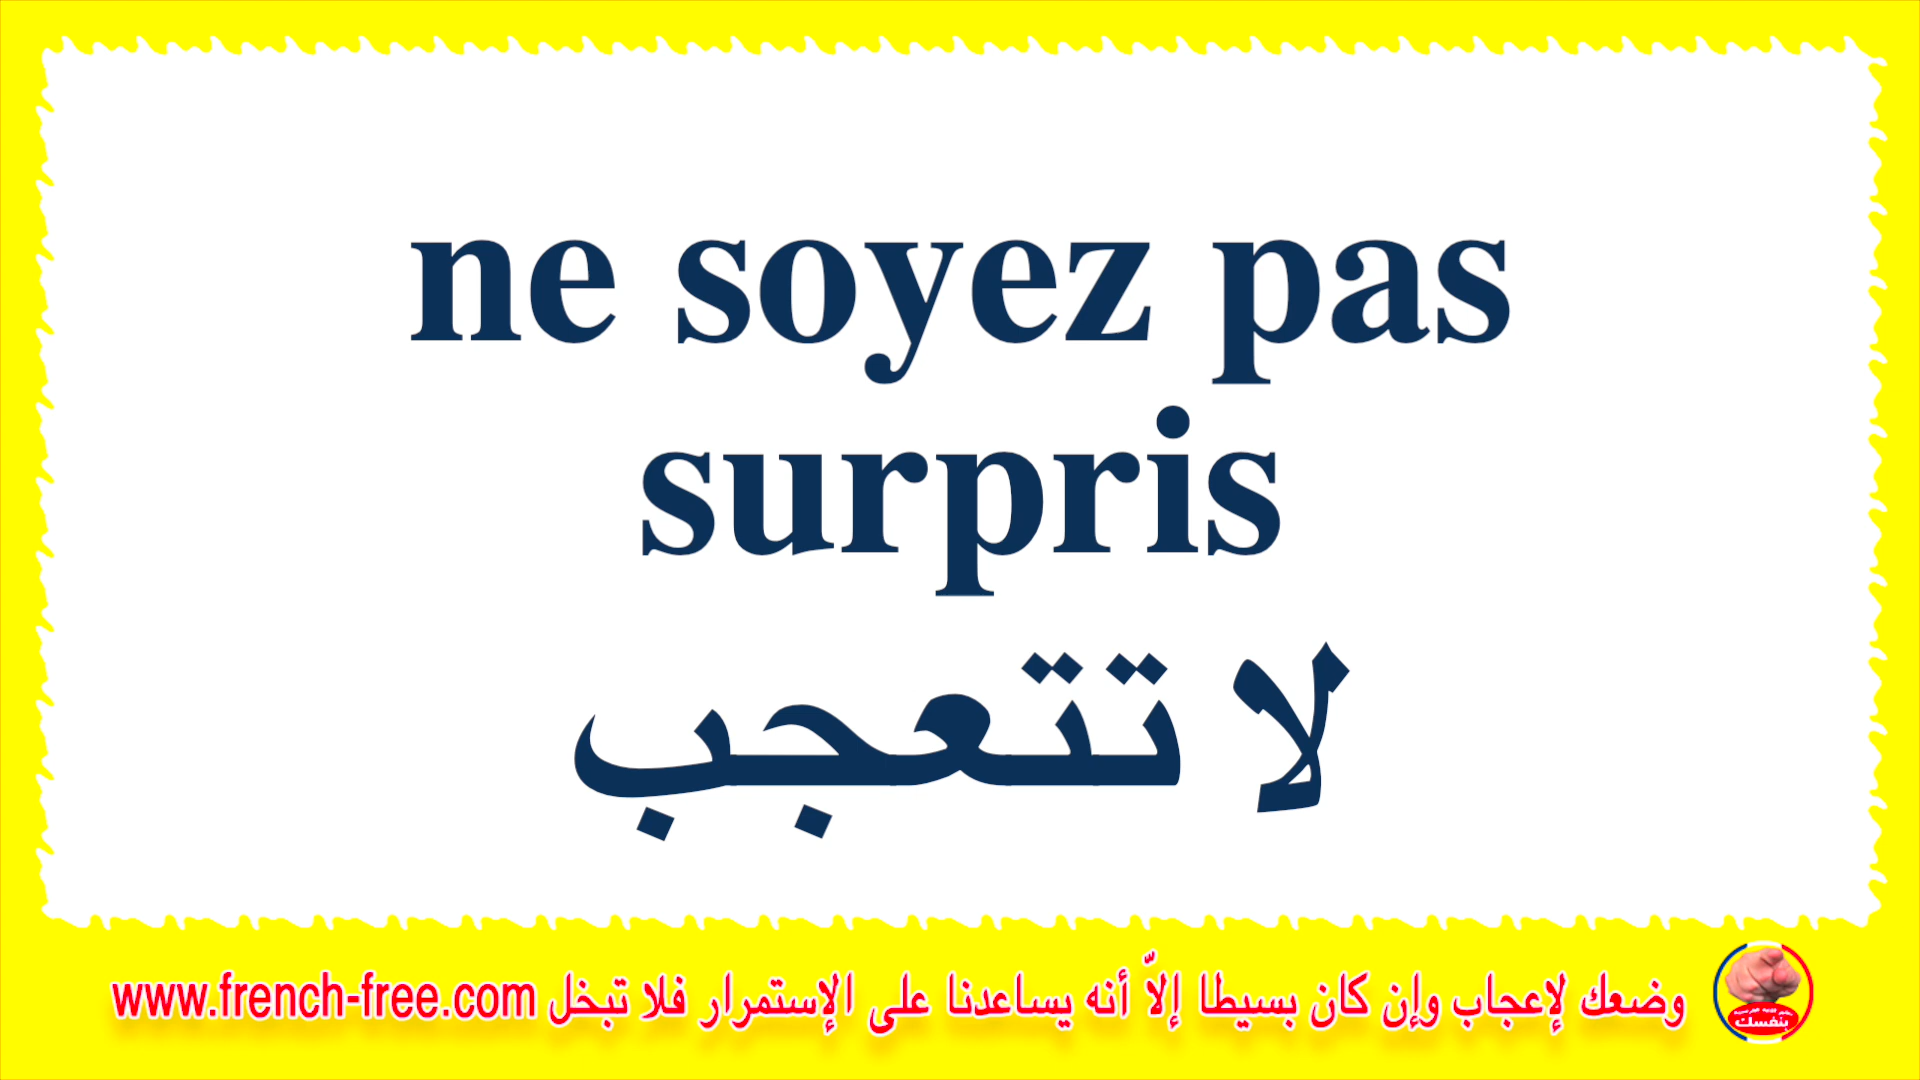 ne soyez pas
surpris
لا تتعجب
وضعك لإعجاب وإن كان بسيطا إلاّ أنه يساعدنا على الإستمرار فلا تبخل www.french-free.com
بنفسك